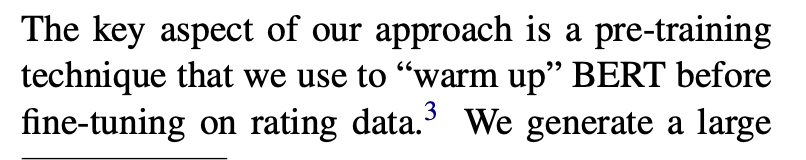 The key aspect of our approach is a pre-training
technique that we use to “warm up” BERT before
fine-tuning on rating data.3 We generate a large